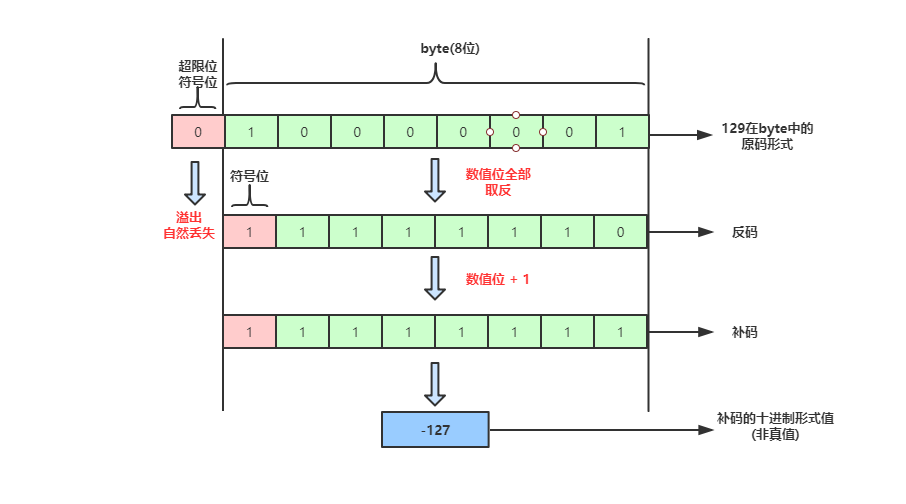 超限位
符号位
byte(8位)
0 1 0 0 0 0 0 0 1
129在byte中的
原码形式
溢出
自然丢失
符号位
数值位全部
取反
1 1 1 1 1 1 1 0
反码
数值位 + 1
1 1 1 1 1 1 1 1
补码
-127
补码的十进制形式值
(非真值)